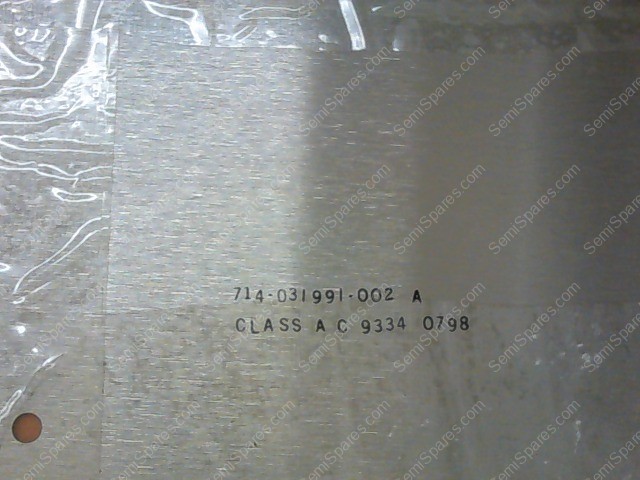 714-031991-002 A
CLASS A C 9334 0798
SemiSpares.com